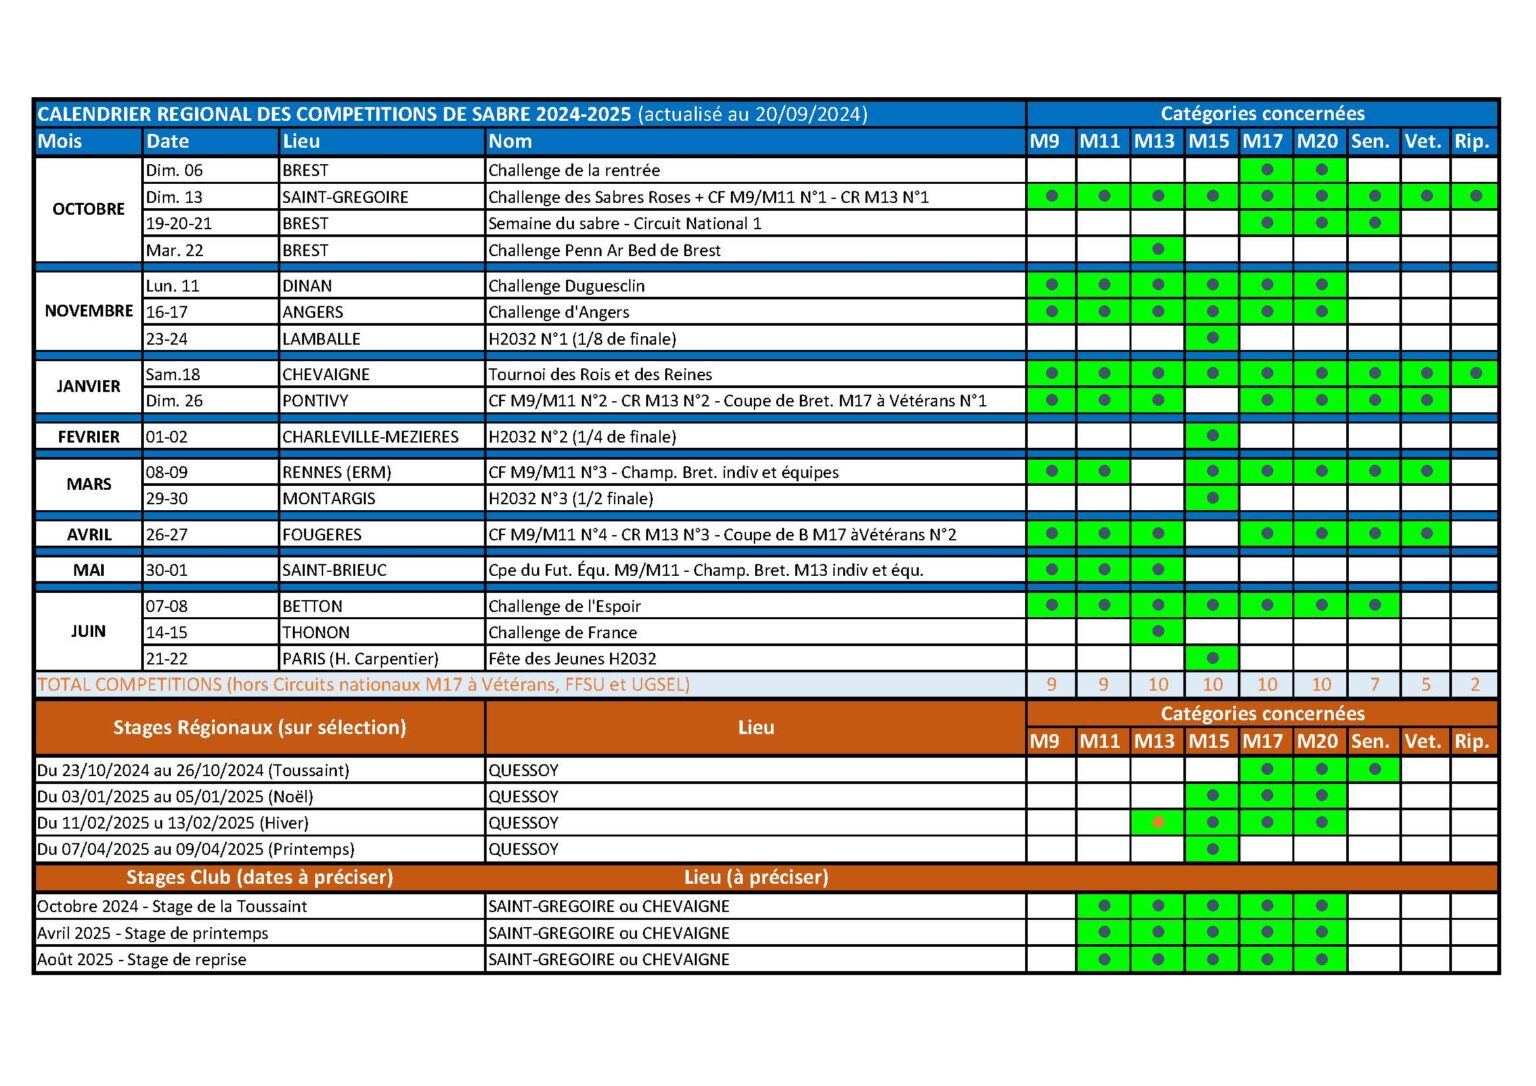 CALENDRIER REGIONAL DES COMPETITIONS DE SABRE 2024-2025 (actualisé au 20/09/2024) Catégories concernées
Mois Date Lieu Nom M9 M11 M13 M15 M17 M20 Sen. Vet. Rip.
OCTOBRE
Dim. 06 BREST Challenge de la rentrée
Dim. 13 SAINT-GREGOIRE Challenge des Sabres Roses + CF M9/M11 N°1 - CR M13 N°1
19-20-21 BREST Semaine du sabre - Circuit National 1
Mar. 22 BREST Challenge Penn Ar Bed de Brest
NOVEMBRE
Lun. 11 DINAN Challenge Duguesclin
16-17 ANGERS Challenge d'Angers
23-24 LAMBALLE H2032 N°1 (1/8 de finale)
JANVIER
Sam.18 CHEVAIGNE Tournoi des Rois et des Reines
Dim. 26 PONTIVY CF M9/M11 N°2 - CR M13 N°2 - Coupe de Bret. M17 à Vétérans N°1
FEVRIER 01-02 CHARLEVILLE-MEZIERES H2032 N°2 (1/4 de finale)
MARS
08-09 RENNES (ERM) CF M9/M11 N°3 - Champ. Bret. indiv et équipes
29-30 MONTARGIS H2032 N°3 (1/2 finale)
AVRIL 26-27 FOUGERES CF M9/M11 N°4 - CR M13 N°3 - Coupe de B M17 àVétérans N°2
MAI 30-01 SAINT-BRIEUC Cpe du Fut. Équ. M9/M11 - Champ. Bret. M13 indiv et équ.
JUIN
07-08 BETTON Challenge de l'Espoir
14-15 THONON Challenge de France
21-22 PARIS (H. Carpentier) Fête des Jeunes H2032
TOTAL COMPETITIONS (hors Circuits nationaux M17 à Vétérans, FFSU et UGSEL) 9 9 10 10 10 10 7 5 2
Stages Régionaux (sur sélection) Lieu Catégories concernées
M9 M11 M13 M15 M17 M20 Sen. Vet. Rip.
Du 23/10/2024 au 26/10/2024 (Toussaint) QUESSOY
Du 03/01/2025 au 05/01/2025 (Noël) QUESSOY
Du 11/02/2025 u 13/02/2025 (Hiver) QUESSOY
Du 07/04/2025 au 09/04/2025 (Printemps) QUESSOY
Stages Club (dates à préciser) Lieu (à préciser)
Octobre 2024 - Stage de la Toussaint SAINT-GREGOIRE ou CHEVAIGNE
Avril 2025 - Stage de printemps SAINT-GREGOIRE ou CHEVAIGNE
Août 2025 - Stage de reprise SAINT-GREGOIRE ou CHEVAIGNE